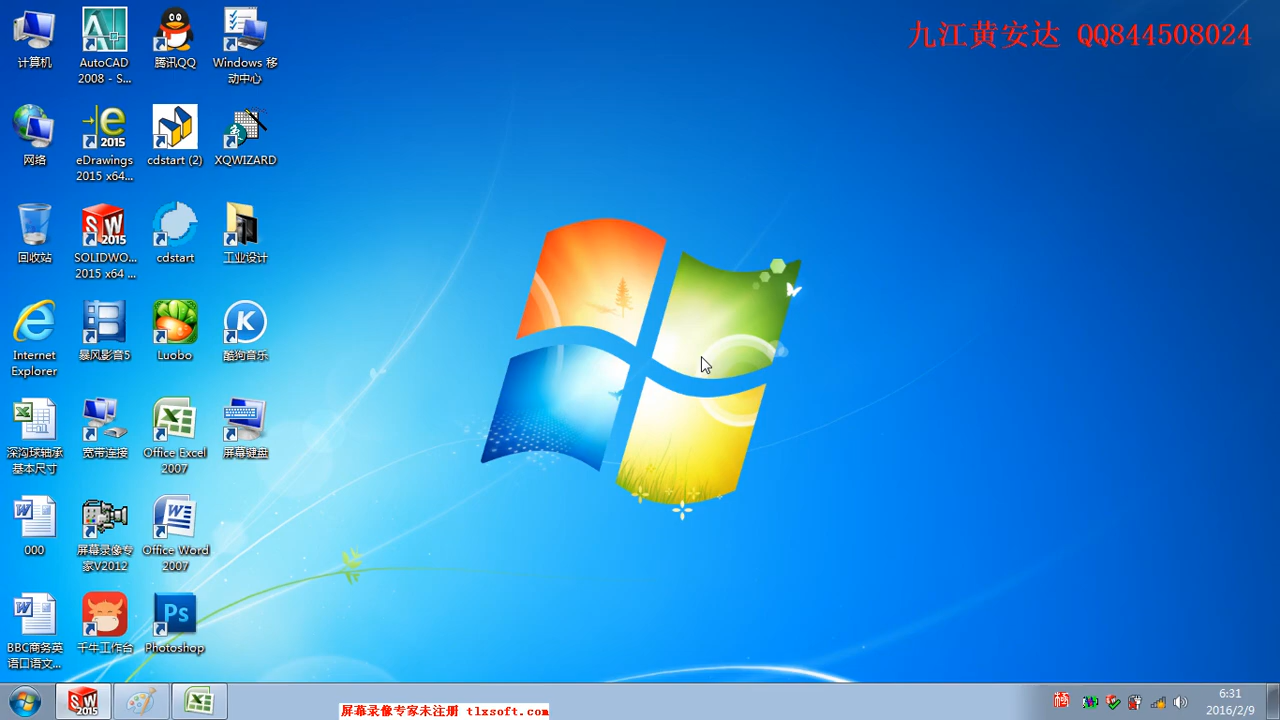 九江黄安达 QQ844508024
计算机
AutoCAD
2008 - S...
腾讯QQ
Windows 移
动中心
网络
2015
eDrawings
2015 x64...
cdstart (2)
XQWIZARD
回收站
SW
2015
SOLIDWO...
2015 x64 ...
cdstart
工业设计
Internet
Explorer
暴风影音5
Luobo
K
酷狗音乐
深沟球轴承
基本尺寸
宽带连接
Office Excel
2007
屏幕键盘
000
屏幕录像专
家V2012
Office Word
2007
BBC商务英
语口语文...
千牛工作台
Ps
Photoshop
SW
2015
屏幕录像专家未注册 tlxsoft.com
6:31
2016/2/9